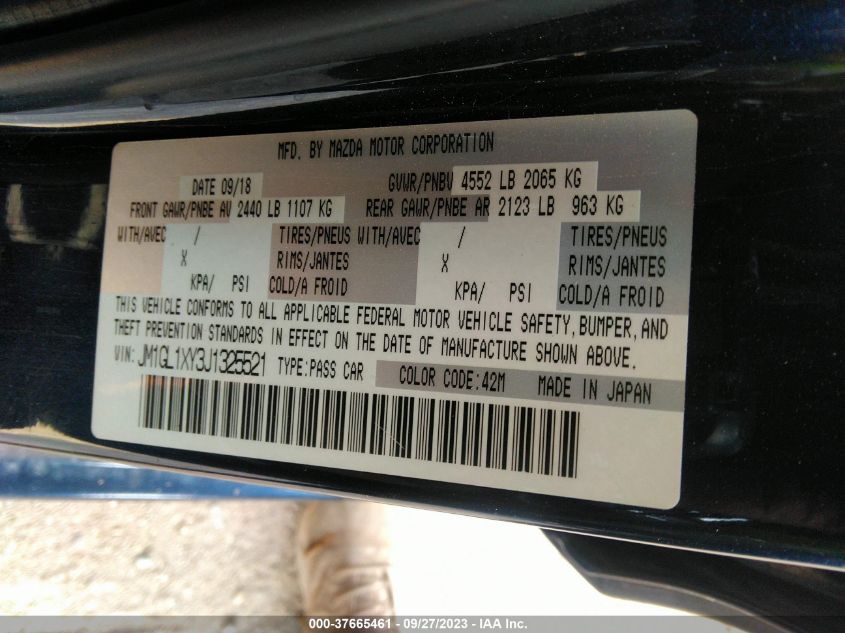 MFD. BY MAZDA MOTOR CORPORATION
DATE 09/18 GVWR/PNBV 4552 LB 2065 KG
FRONT GAWR/PNBE AV 2440 LB 1107 KG REAR GAWR/PNBE AR 2123 LB 963 KG
WITH/AVEC / TIRES/PNEUS WITH/AVEC / TIRES/PNEUS
X RIMS/JANTES X RIMS/JANTES
KPA/ PSI COLD/A FROID KPA/ PSI COLD/A FROID
THIS VEHICLE CONFORMS TO ALL APPLICABLE FEDERAL MOTOR VEHICLE SAFETY, BUMPER, AND
THEFT PREVENTION STANDARDS IN EFFECT ON THE DATE OF MANUFACTURE SHOWN ABOVE.
VIN: JM1GL1XY3J1325521 TYPE:PASS CAR COLOR CODE:42M MADE IN JAPAN
000-37665461 - 09/27/2023 - IAA Inc.